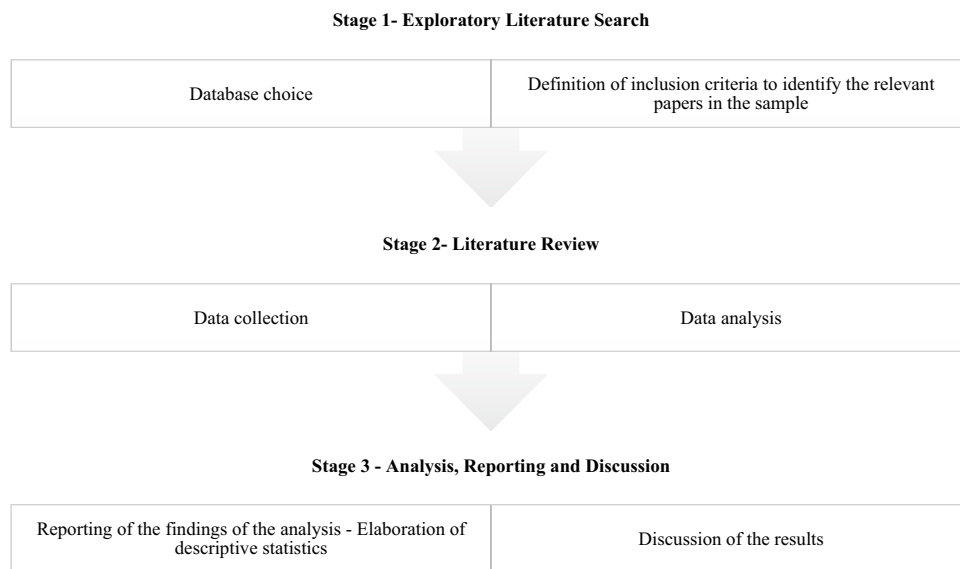 Stage 1- Exploratory Literature Search
Database choice
Definition of inclusion criteria to identify the relevant
papers in the sample
Stage 2- Literature Review
Data collection
Data analysis
Stage 3 - Analysis, Reporting and Discussion
Reporting of the findings of the analysis - Elaboration of
descriptive statistics
Discussion of the results